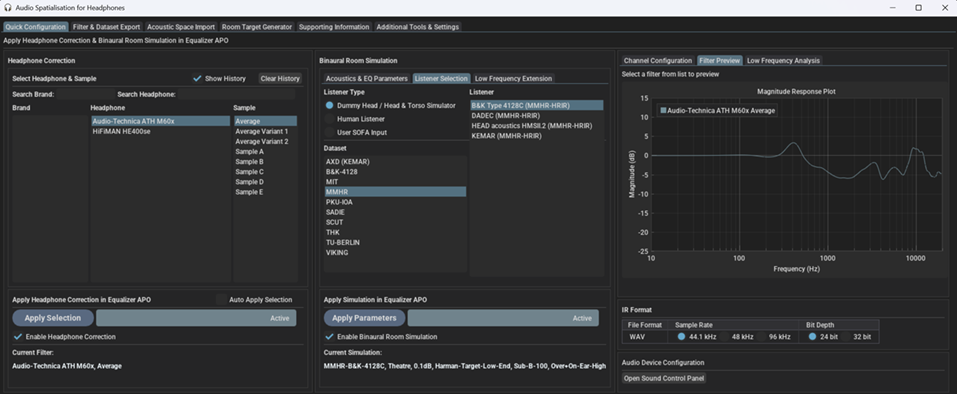 Audio Spatialisation for Headphones
Quick Configuration Filter & Dataset Export Acoustic Space Import Room Target Generator Supporting Information Additional Tools & Settings
Apply Headphone Correction & Binaural Room Simulation in Equalizer APO
Headphone Correction
Select Headphone & Sample Show History Clear History
Search Brand: Search Headphone:
Brand Headphone Sample
Audio-Technica ATH M60x Average
HiFiMAN HE400se Average Variant 1
Average Variant 2
Sample A
Sample B
Sample C
Sample D
Sample E
Apply Headphone Correction in Equalizer APO Auto Apply Selection
Apply Selection Active
Enable Headphone Correction
Current Filter:
Audio-Technica ATH M60x, Average
Binaural Room Simulation
Acoustics & EQ Parameters Listener Selection Low Frequency Extension
Listener Type
Dummy Head / Head & Torso Simulator
Human Listener
User SOFA Input
Dataset
AXD (KEMAR)
B&K-4128
MIT
MMHR
PKU-IOA
SADIE
SCUT
THK
TU-BERLIN
VIKING
Listener
B&K Type 4128C (MMHR-HRIR)
DADEC (MMHR-HRIR)
HEAD acoustics HMSII.2 (MMHR-HRIR)
KEMAR (MMHR-HRIR)
Apply Simulation in Equalizer APO
Apply Parameters Active
Enable Binaural Room Simulation
Current Simulation:
MMHR-B&K-4128C, Theatre, 0.1dB, Harman-Target-Low-End, Sub-B-100, Over+On-Ear-High
Channel Configuration Filter Preview Low Frequency Analysis
Select a filter from list to preview
Magnitude Response Plot
Audio-Technica ATH M60x Average
Magnitude (dB)
15
10
5
0
-5
-10
-15
-20
-25
10 100 1000 10000
Frequency (Hz)
IR Format
File Format Sample Rate Bit Depth
WAV 44.1 kHz 48 kHz 96 kHz 24 bit 32 bit
Audio Device Configuration
Open Sound Control Panel